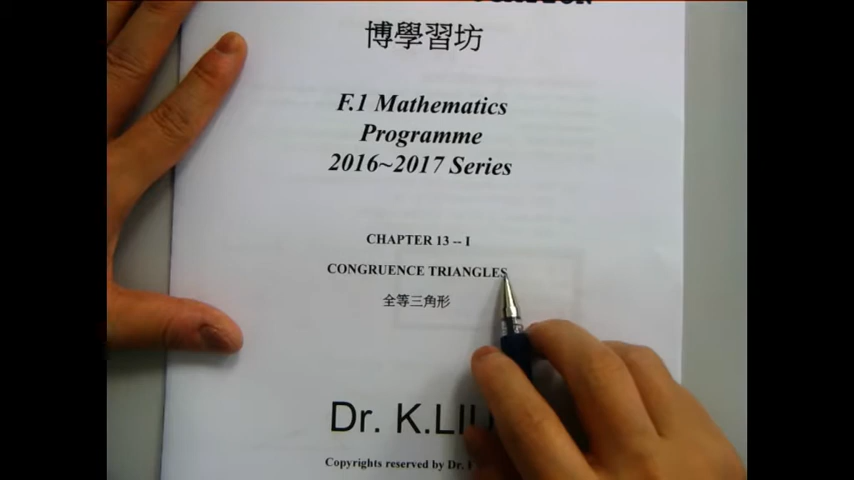 博學習坊
F.1 Mathematics
Programme
2016~2017 Series
CHAPTER 13 -- I
CONGRUENCE TRIANGLES
全等三角形
Dr. K.LIU
Copyrights reserved by Dr.